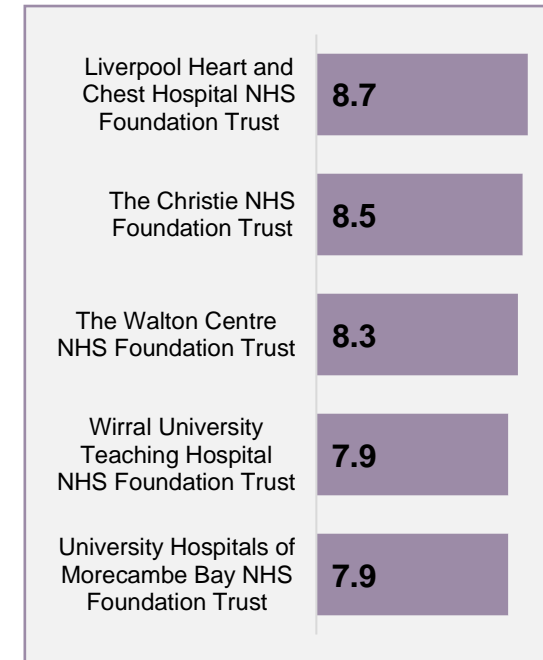 Liverpool Heart and
Chest Hospital NHS
Foundation Trust
8.7
The Christie NHS
Foundation Trust
8.5
The Walton Centre
NHS Foundation Trust
8.3
Wirral University
Teaching Hospital
NHS Foundation Trust
7.9
University Hospitals of
Morecambe Bay NHS
Foundation Trust
7.9